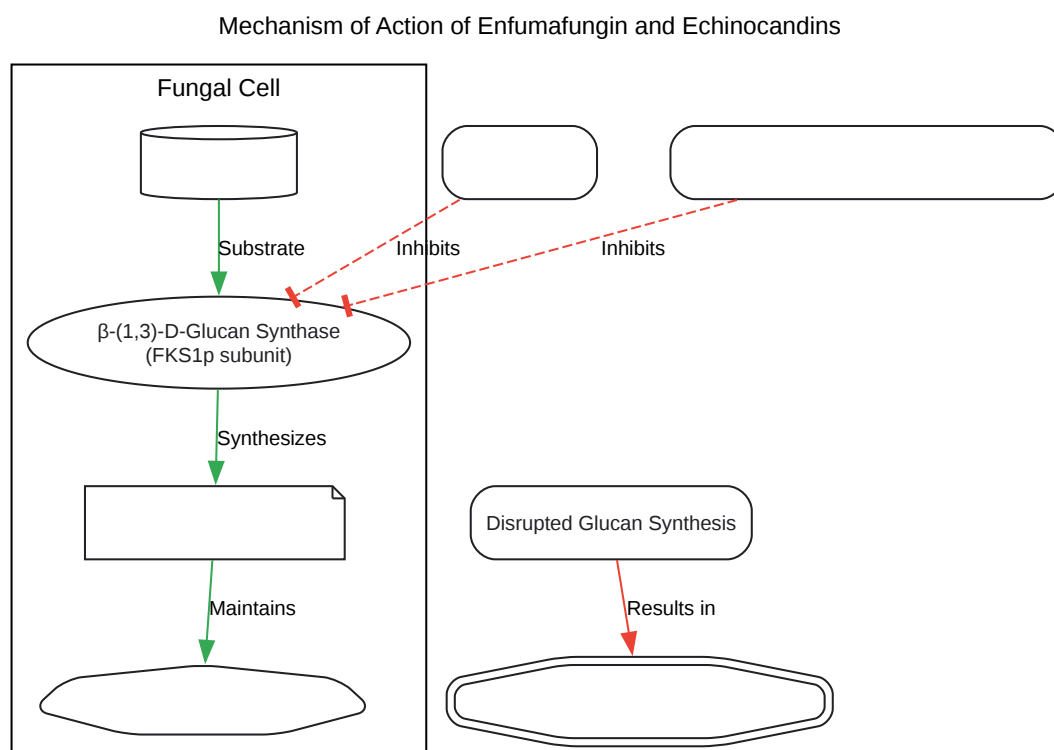 Mechanism of Action of Enfumafungin and Echinocandins
Fungal Cell
Substrate
Inhibits
Inhibits
β-(1,3)-D-Glucan Synthase
(FKS1p subunit)
Synthesizes
Disrupted Glucan Synthesis
Maintains
Results in